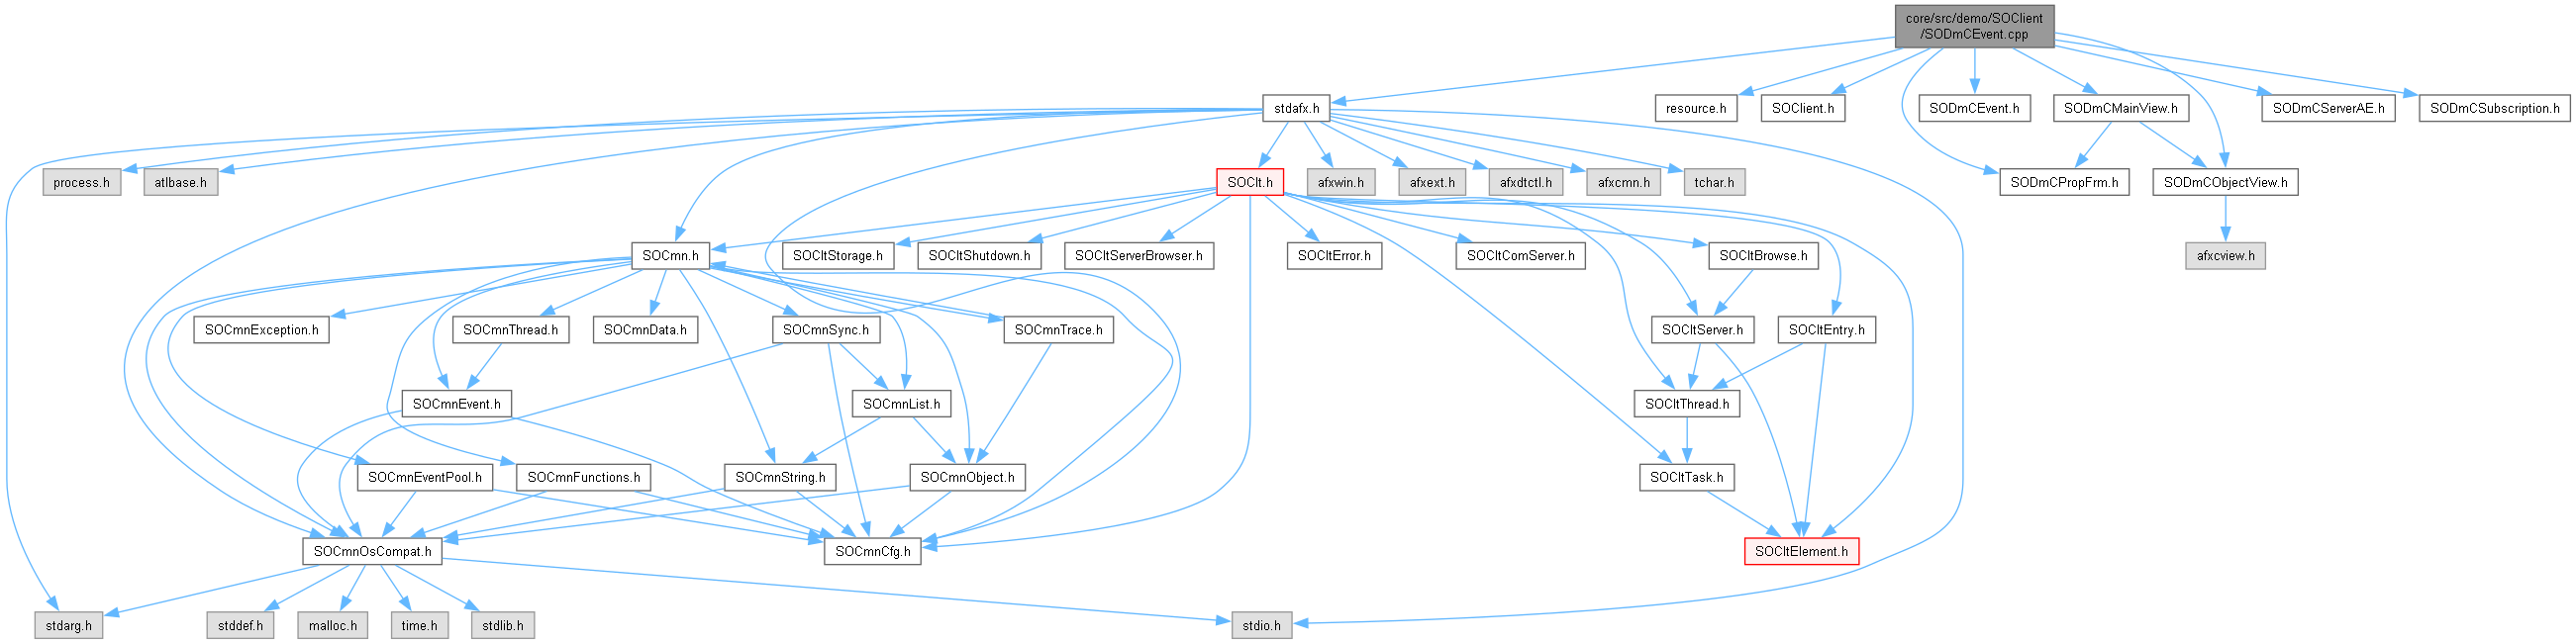 core/src/demo/SOClient
/SODmCEvent.cpp
stdafx.h
resource.h
SOClient.h
SODmCEvent.h
SODmCMainView.h
SODmCServerAE.h
SODmCSubscription.h
process.h
atlbase.h
SOClt.h
afxwin.h
afxext.h
afxdtctl.h
afxcmn.h
tchar.h
SODmCPropFrm.h
SODmCObjectView.h
SOCmn.h
SOCltStorage.h
SOCltShutdown.h
SOCltServerBrowser.h
SOCltError.h
SOCltComServer.h
SOCltBrowse.h
afxcview.h
SOCmnException.h
SOCmnThread.h
SOCmnData.h
SOCmnSync.h
SOCmnTrace.h
SOCltServer.h
SOCltEntry.h
SOCmnEvent.h
SOCmnList.h
SOCltThread.h
SOCmnEventPool.h
SOCmnFunctions.h
SOCmnString.h
SOCmnObject.h
SOCltTask.h
SOCmnOsCompat.h
SOCmnCfg.h
SOCltElement.h
stdarg.h
stddef.h
malloc.h
time.h
stdlib.h
stdio.h